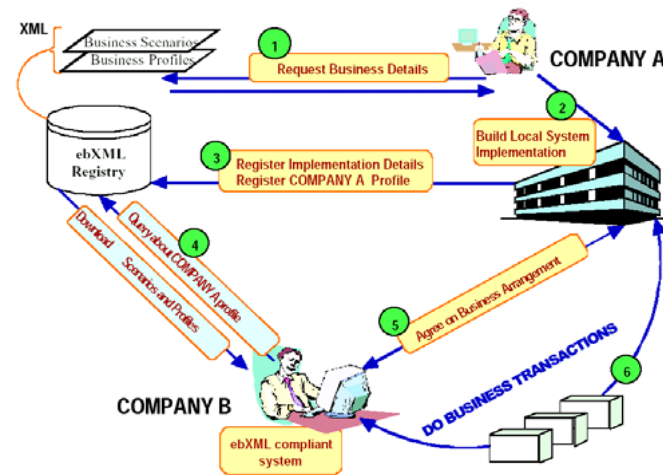 XML
Business Scenarios
Business Profiles
1
Request Business Details
COMPANY A
2
Build Local System
Implementation
ebXML
Registry
3
Register Implementation Details
Register COMPANY A Profile
4
Query about COMPANY A profile
Download Scenarios and Profiles
5
Agree on Business Arrangement
6
DO BUSINESS TRANSACTIONS
COMPANY B
ebXML compliant
system